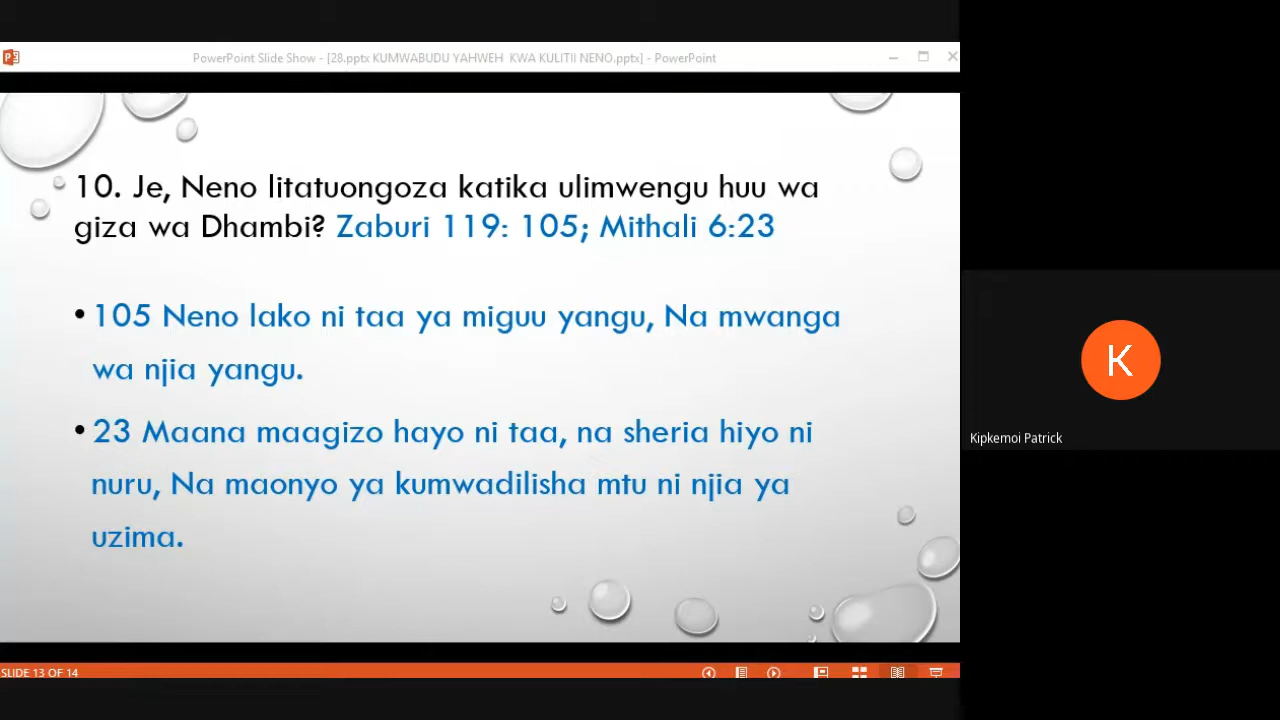 PowerPoint Slide Show - [28.pptx KUMWABUDU YAHWEH KWA KULITII NENO.pptx] - PowerPoint
10. Je, Neno litatuongoza katika ulimwengu huu wa
giza wa Dhambi? Zaburi 119: 105; Mithali 6:23
• 105 Neno lako ni taa ya miguu yangu, Na mwanga
wa njia yangu.
• 23 Maana maagizo hayo ni taa, na sheria hiyo ni
nuru, Na maonyo ya kumwadilisha mtu ni njia ya
uzima.
K
Kipkemoi Patrick
SLIDE 13 OF 14